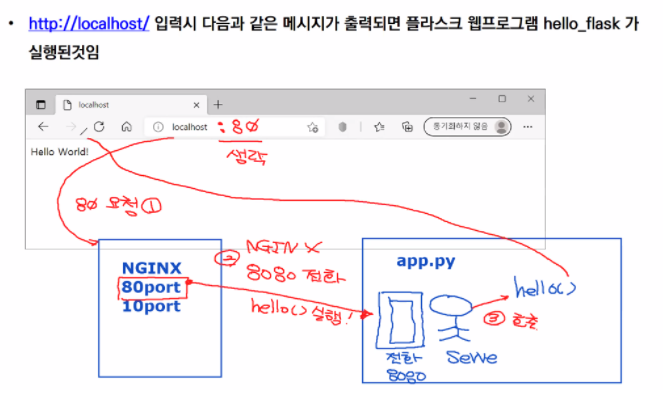 • http://localhost/ 입력시 다음과 같은 메시지가 출력되면 플라스크 웹프로그램 hello_flask 가
실행된것임
localhost
localhost :80
동기화하지 않음
Hello World!
생략
80 요청 ①
② NGINX
8080 전화
hello() 실행!
NGINX
80port
10port
app.py
hello()
③ 호출
전화
8080
Serve